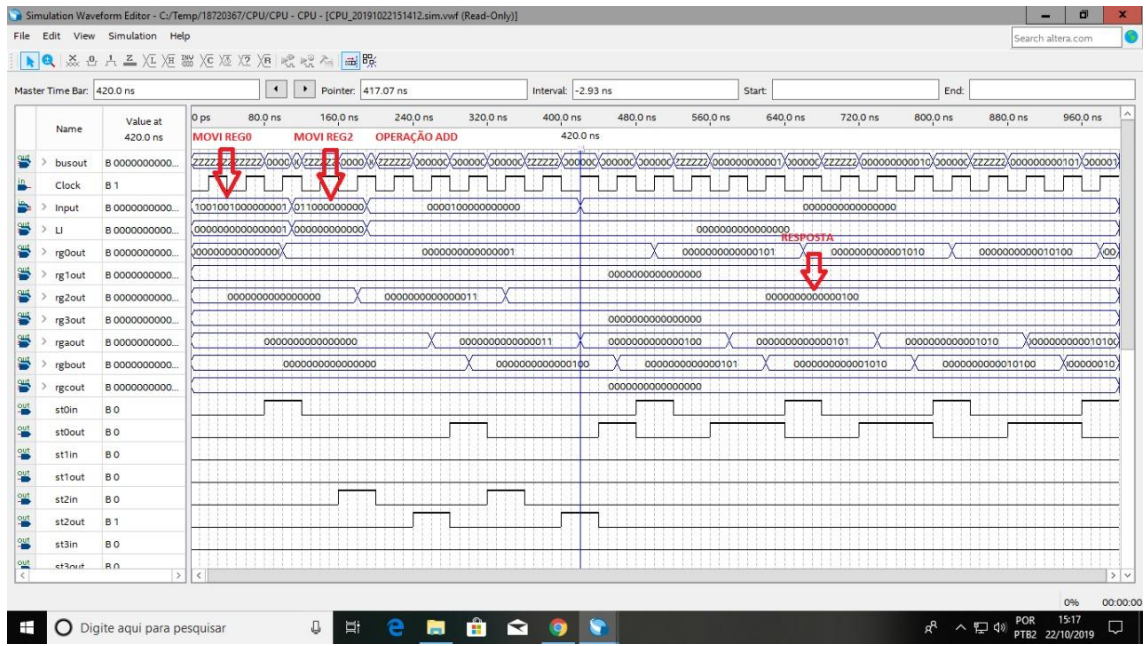 Simulation Waveform Editor - C:/Temp/18720367/CPU/CPU - CPU - [CPU_20191022151412.sim.vwf (Read-Only)]
File Edit View Simulation Help
Search altera.com
Master Time Bar: 420.0 ns Pointer: 417.07 ns Interval: -2.93 ns Start: End:
Name Value at 420.0 ns
0 ps 80.0 ns 160.0 ns 240.0 ns 320.0 ns 400.0 ns 480.0 ns 560.0 ns 640.0 ns 720.0 ns 800.0 ns 880.0 ns 960.0 ns
420.0 ns
MOVI REG0 MOVI REG2 OPERAÇÃO ADD
busout B 0000000000...
Clock B 1
Input B 0000000000... 1001001000000001 011000000000 0000100000000000 0000000000000000
LI B 0000000000... 0000000000000001 000000000000 0000000000000000
RESPOSTA
rg0out B 0000000000... 0000000000000001 0000000000000101 0000000000001010 0000000000010100
rg1out B 0000000000... 0000000000000000
rg2out B 0000000000... 0000000000000000 0000000000000011 0000000000000100
rg3out B 0000000000... 0000000000000000
rgaout B 0000000000... 0000000000000000 0000000000000011 0000000000000100 0000000000000101 0000000000001010
rgbout B 0000000000... 0000000000000000 0000000000000100 0000000000000101 0000000000001010 0000000000010100
rgcout B 0000000000... 0000000000000000
st0in B 0
st0out B 0
st1in B 0
st1out B 0
st2in B 0
st2out B 1
st3in B 0
st3out B 0
0% 00:00:00
Digite aqui para pesquisar
POR 15:17
PTB2 22/10/2019